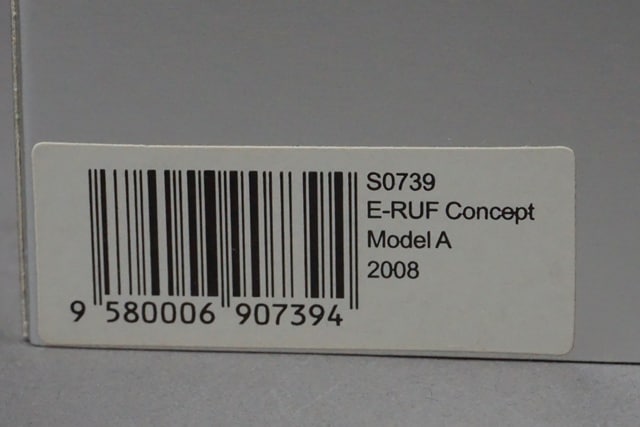 S0739
E-RUF Concept
Model A
2008
9 580006 907394